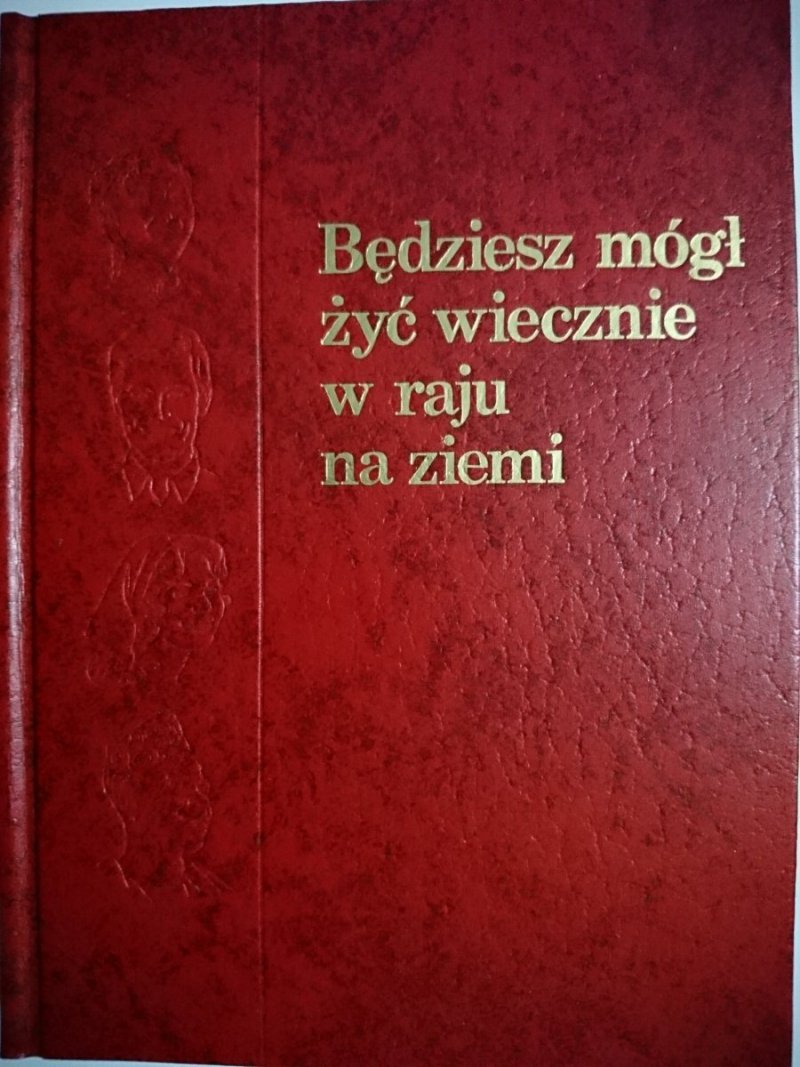 Będziesz mógł
żyć wiecznie
w raju
na ziemi